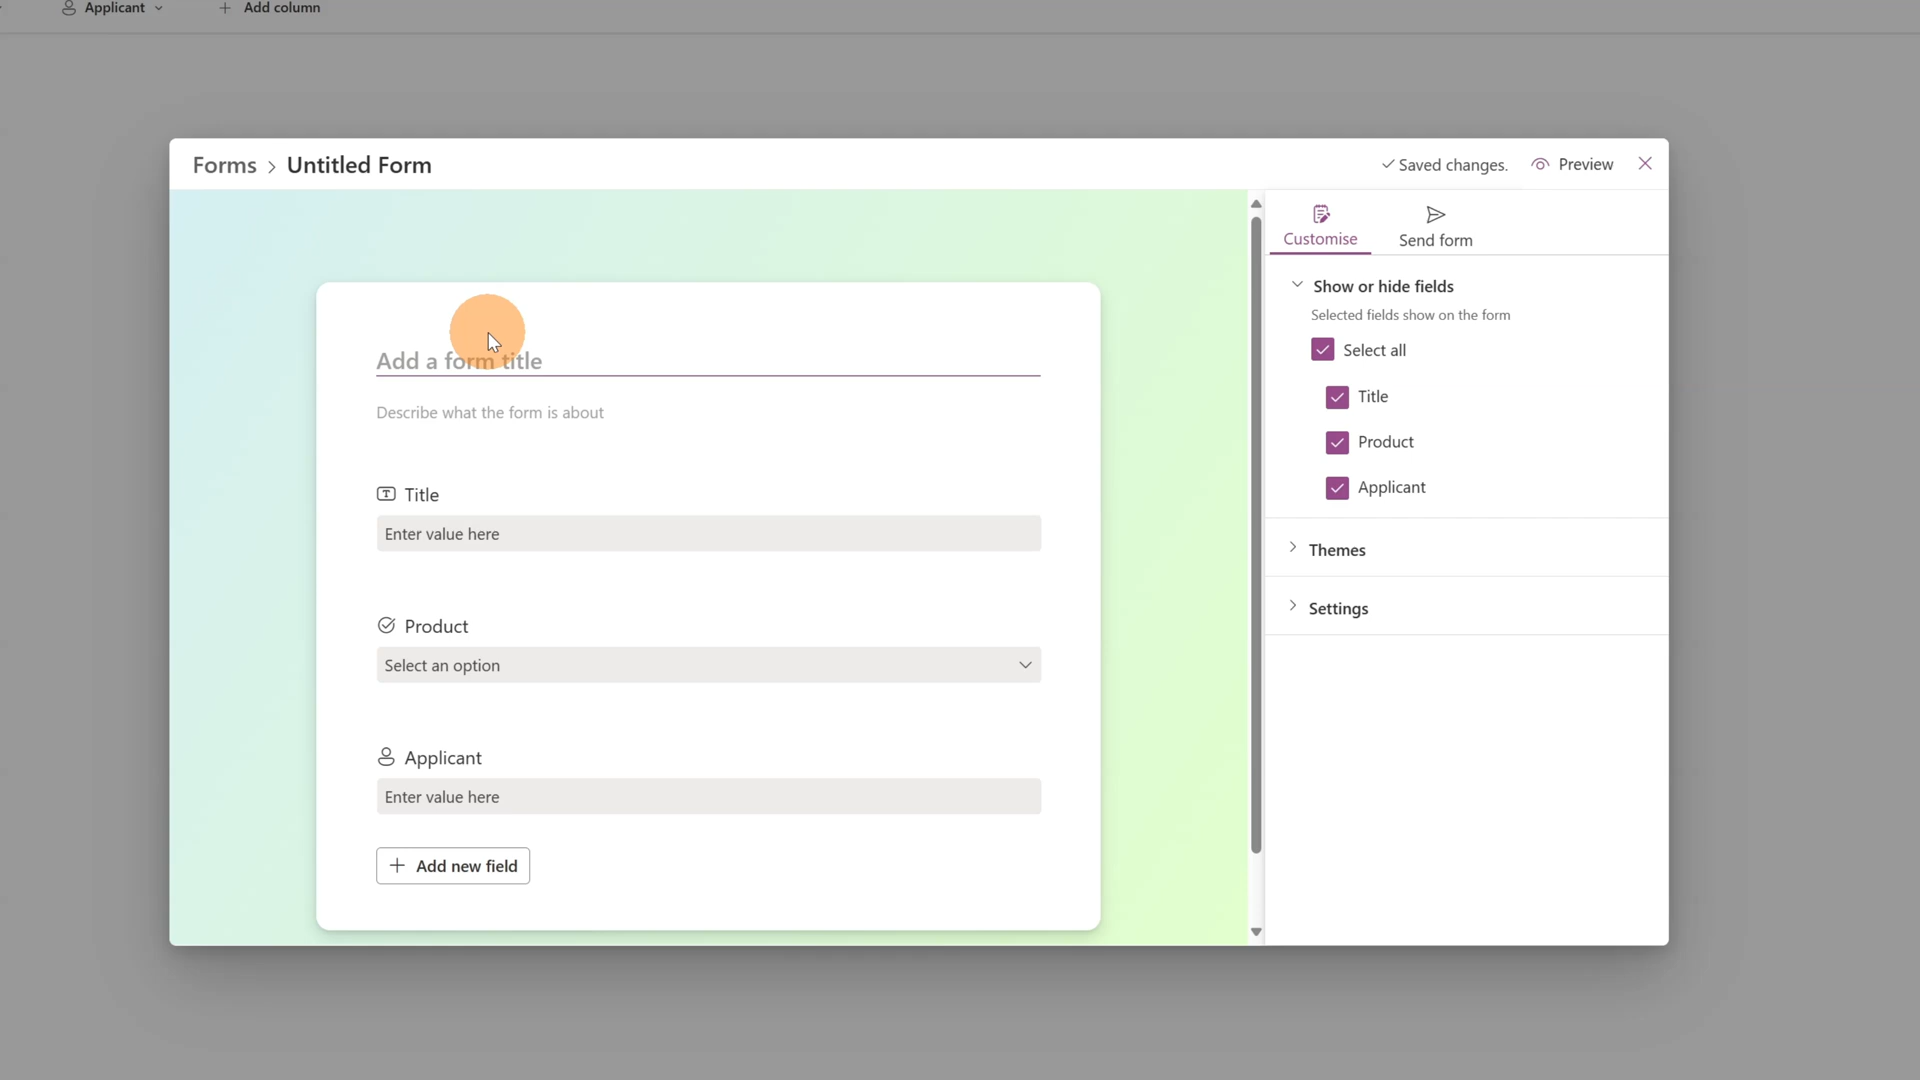 Applicant
Add column
Forms > Untitled Form
Saved changes.
Preview
Customise
Send form
Add a form title
Describe what the form is about
Title
Enter value here
Product
Select an option
Applicant
Enter value here
Add new field
Show or hide fields
Selected fields show on the form
Select all
Title
Product
Applicant
Themes
Settings